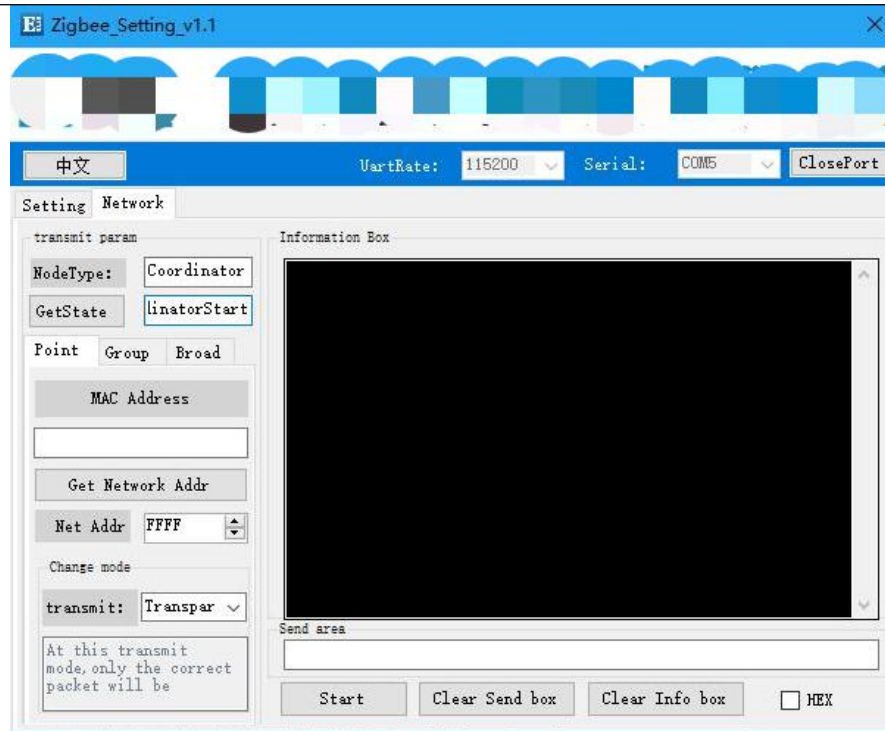 Zigbee_Setting_v1.1
中文 UartRate: 115200 Serial: COM5 ClosePort
Setting Network
transmit param
NodeType: Coordinator
GetState linatorStart
Point Group Broad
MAC Address
Get Network Addr
Net Addr FFFF
Change mode
transmit: Transpar
At this transmit
mode,only the correct
packet will be
Information Box
Send area
Start Clear Send box Clear Info box HEX